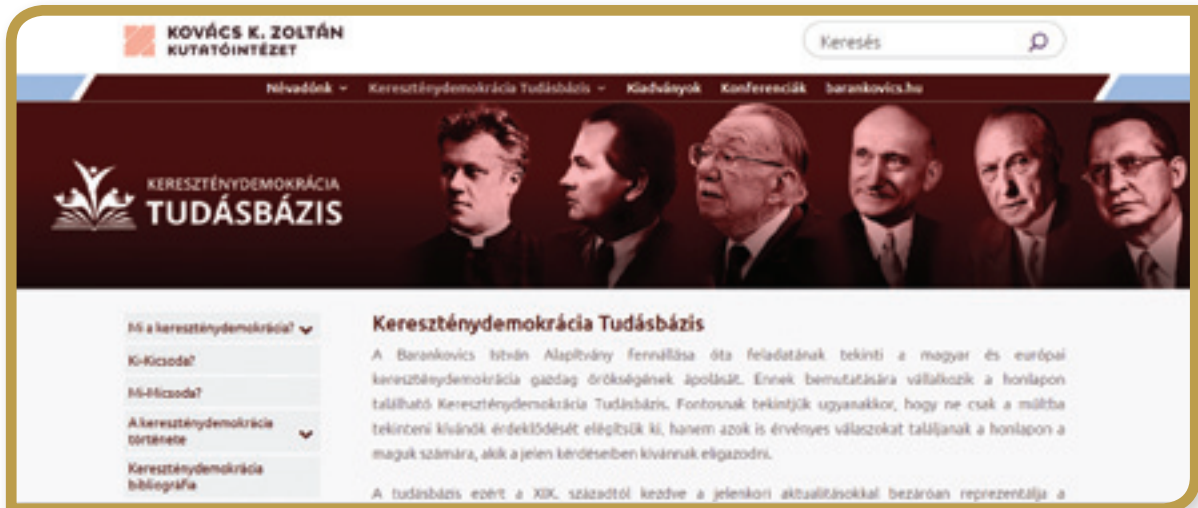 KOVÁCS K. ZOLTÁN
KUTATÓINTÉZET
Keresés
Névadónk Kereszténydemokrácia Tudásbázis Kiadványok Konferenciák barankovics.hu
KERESZTÉNYDEMOKRÁCIA
TUDÁSBÁZIS
Mi a kereszténydemokrácia?
Ki-Kicsoda?
Mi-Micsoda?
A kereszténydemokrácia
története
Kereszténydemokrácia
bibliográfia
Kereszténydemokrácia Tudásbázis
A Barankovics István Alapítvány fennállása óta feladatának tekinti a magyar és európai
kereszténydemokrácia gazdag örökségének ápolását. Ennek bemutatására vállalkozik a honlapon
található Kereszténydemokrácia Tudásbázis. Fontosnak tekintjük ugyanakkor, hogy ne csak a múltba
tekinteni kívánók érdeklődését elégítsük ki, hanem azok is érvényes válaszokat találjanak a honlapon a
maguk számára, akik a jelen kérdéseiben kívánnak eligazodni.
A tudásbázis ezért a XIX. századtól kezdve a jelenkori aktualitásokkal bezáróan reprezentálja a